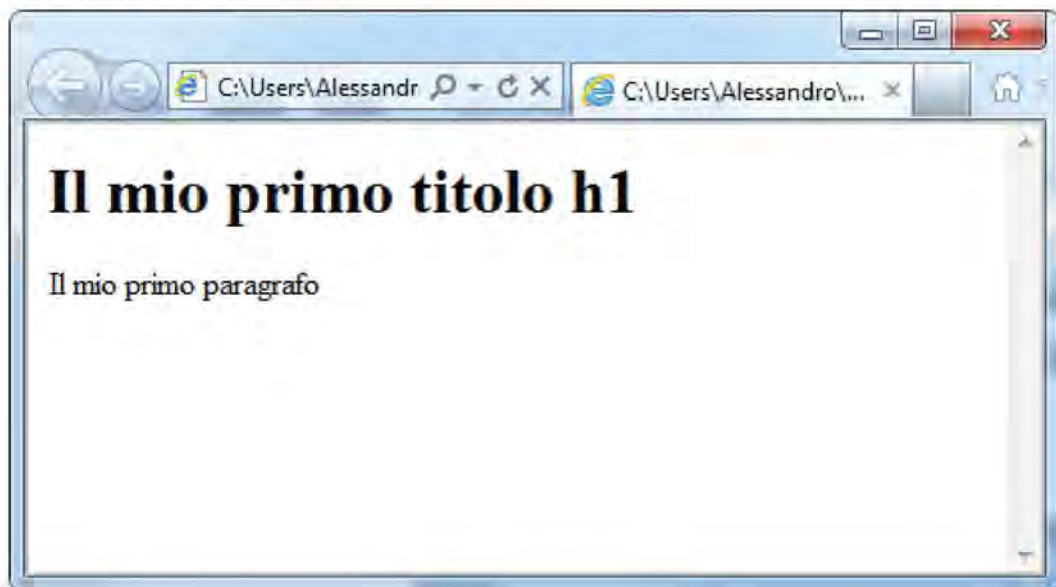 C:\Users\Alessandr
C:\Users\Alessandro\...
Il mio primo titolo h1
Il mio primo paragrafo